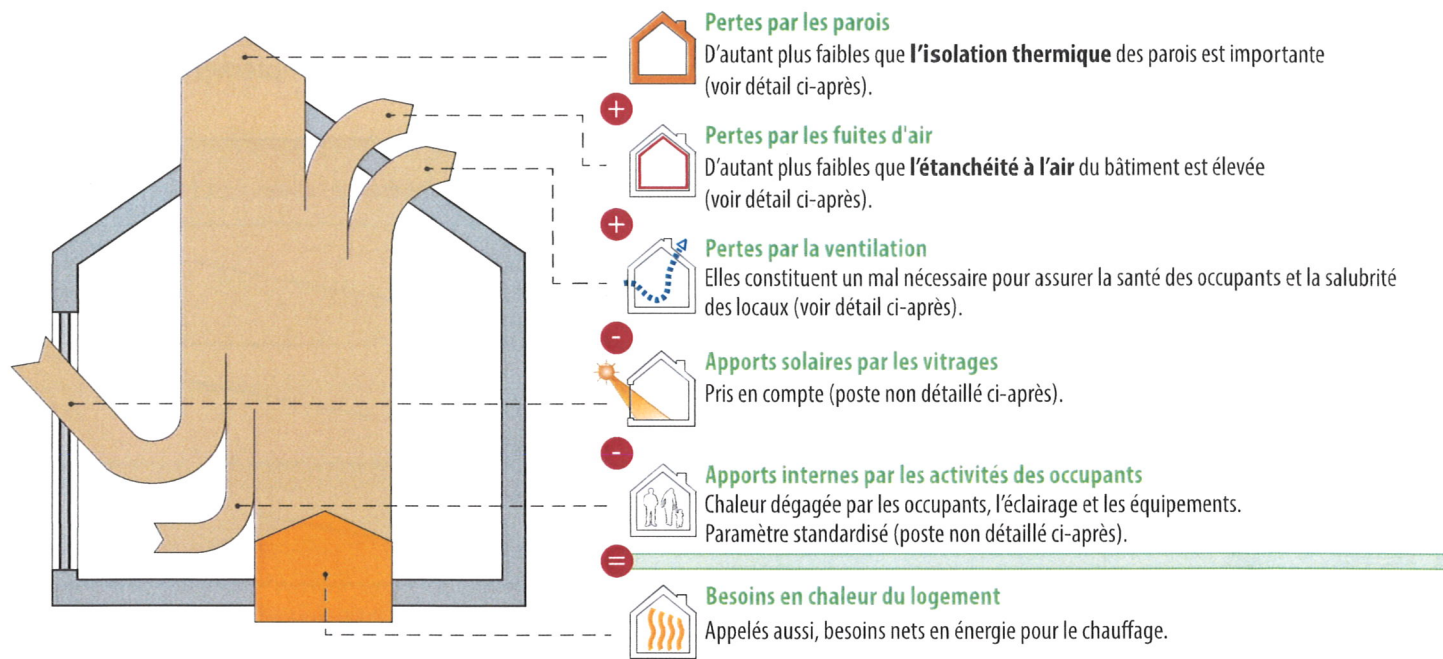 Pertes par les parois
D'autant plus faibles que l'isolation thermique des parois est importante
(voir détail ci-après).
+
Pertes par les fuites d'air
D'autant plus faibles que l'étanchéité à l'air du bâtiment est élevée
(voir détail ci-après).
+
Pertes par la ventilation
Elles constituent un mal nécessaire pour assurer la santé des occupants et la salubrité
des locaux (voir détail ci-après).
-
Apports solaires par les vitrages
Pris en compte (poste non détaillé ci-après).
-
Apports internes par les activités des occupants
Chaleur dégagée par les occupants, l'éclairage et les équipements.
Paramètre standardisé (poste non détaillé ci-après).
=
Besoins en chaleur du logement
Appelés aussi, besoins nets en énergie pour le chauffage.